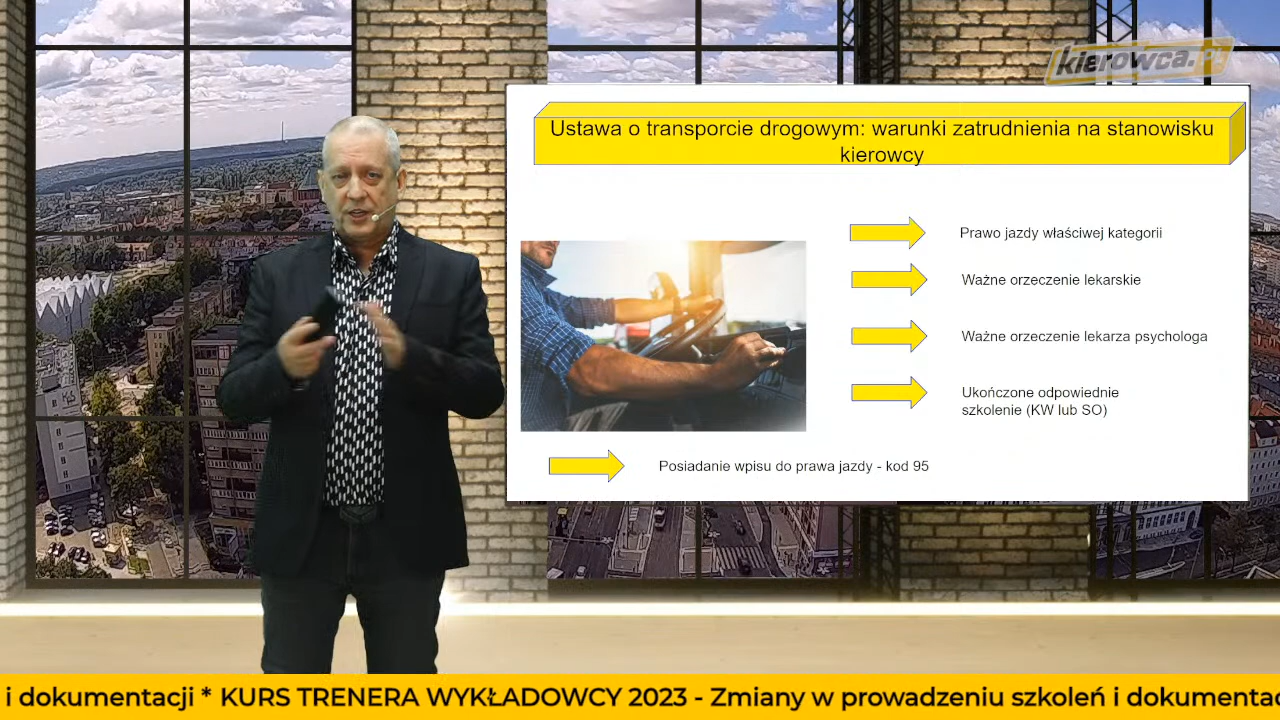 kierowca.pl
Ustawa o transporcie drogowym: warunki zatrudnienia na stanowisku
kierowcy
Prawo jazdy właściwej kategorii
Ważne orzeczenie lekarskie
Ważne orzeczenie lekarza psychologa
Ukończone odpowiednie
szkolenie (KW lub SO)
Posiadanie wpisu do prawa jazdy - kod 95
i dokumentacji * KURS TRENERA WYKŁADOWCY 2023 - Zmiany w prowadzeniu szkoleń i dokumentac